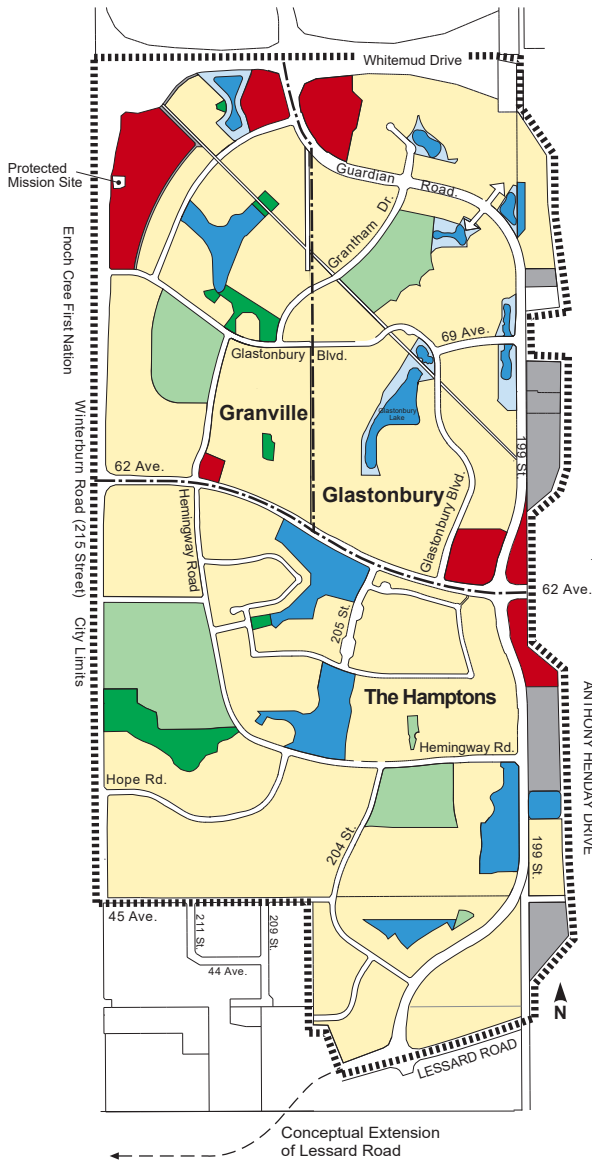 Whitemud Drive
Protected
Mission Site
Guardian
Road.
Grantham
Dr.
Enoch Cree First Nation
69 Ave.
Glastonbury
Blvd.
Granville
Glastonbury
Lake
199 St.
62 Ave.
Glastonbury
Glastonbury Blvd.
Winterburn Road (215 Street)
City Limits
Hemingway Road
62 Ave.
205 St.
The Hamptons
ANTHONY HENDAY DRIVE
Hemingway Rd.
Hope Rd.
204 St.
199 St.
45 Ave.
211 St.
209 St.
44 Ave.
N
LESSARD ROAD
Conceptual Extension
of Lessard Road